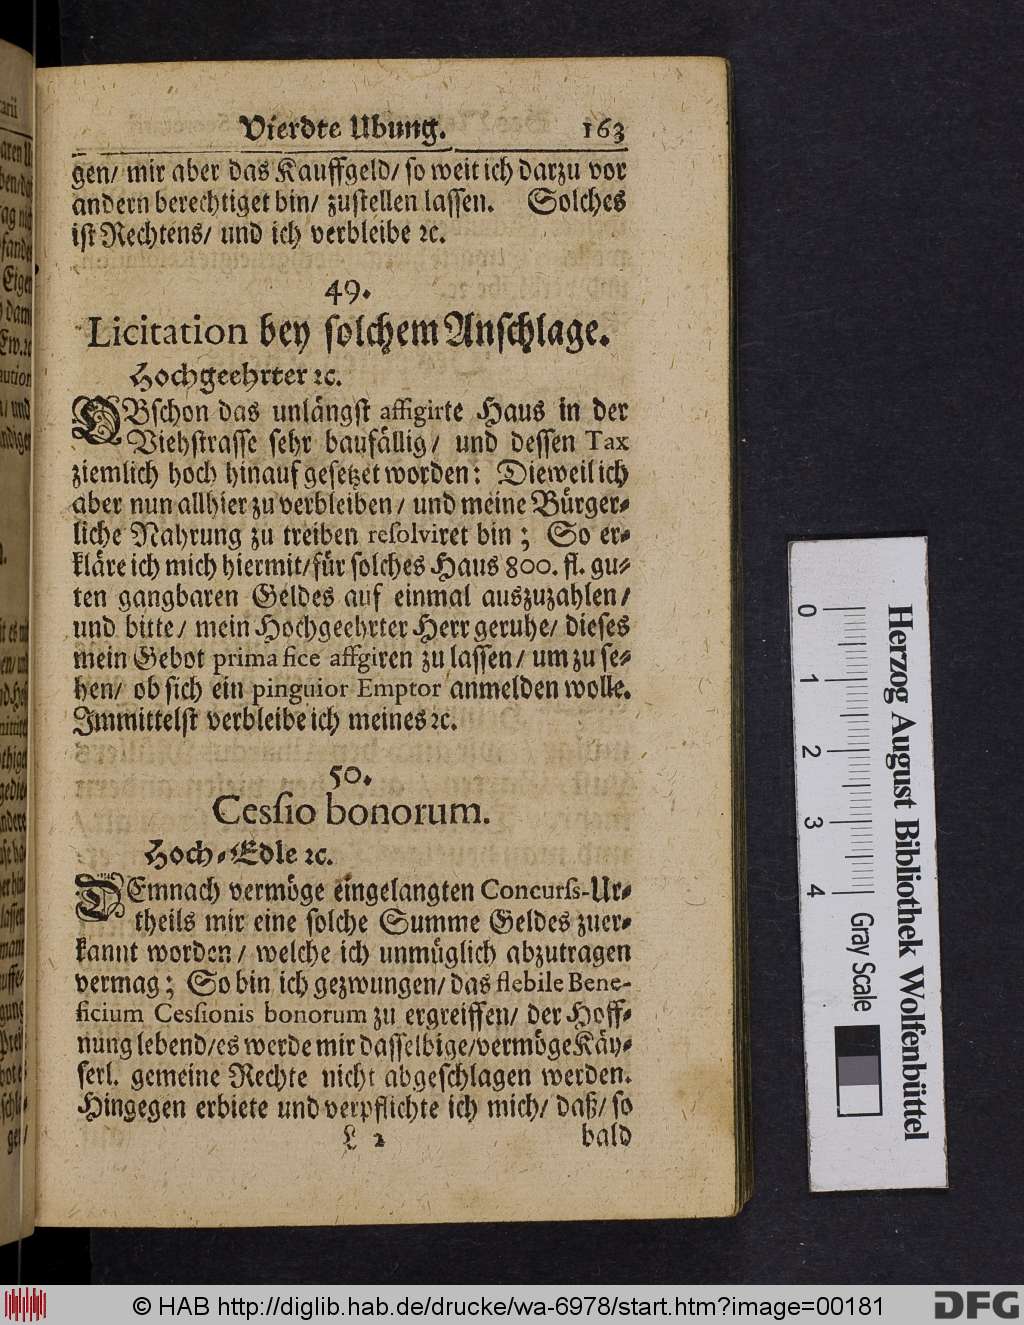 Vierdte Ubung. 163
gen/ mir aber das Kauffgeld/ so weit ich darzu vor
andern berechtiget bin/ zustellen lassen. Solches
ist Rechtens/ und ich verbleibe ꝛc.
49.
Licitation bey solchem Anschlage.
Hochgeehrter ꝛc.
OBschon das unlängst affigirte Haus in der
Viehstrasse sehr baufällig/ und dessen Tax
ziemlich hoch hinauf gesetzet worden: Dieweil ich
aber nun allhier zu verbleiben/ und meine Bürger-
liche Nahrung zu treiben resolviret bin; So er-
kläre ich mich hiermit/ für solches Haus 800. fl. gu-
ten gangbaren Geldes auf einmal auszuzahlen/
und bitte/ mein Hochgeehrter Herr geruhe/ dieses
mein Gebot prima fice affgiren zu lassen/ um zu se-
hen/ ob sich ein pinguior Emptor anmelden wolle.
Immittelst verbleibe ich meines ꝛc.
50.
Cessio bonorum.
Hoch-Edle ꝛc.
DEmnach vermöge eingelangten Concurss-Ur-
theils mir eine solche Summe Geldes zuer-
kannt worden/ welche ich unmüglich abzutragen
vermag; So bin ich gezwungen/ das flebile Bene-
ficium Cessionis bonorum zu ergreiffen/ der Hoff-
nung lebend/ es werde mir dasselbige/ vermöge Käy-
serl. gemeine Rechte nicht abgeschlagen werden.
Hingegen erbiete und verpflichte ich mich/ daß/ so
L 2 bald
0 1 2 3 4 Gray Scale
Herzog August Bibliothek Wolfenbüttel
© HAB http://diglib.hab.de/drucke/wa-6978/start.htm?image=00181
DFG